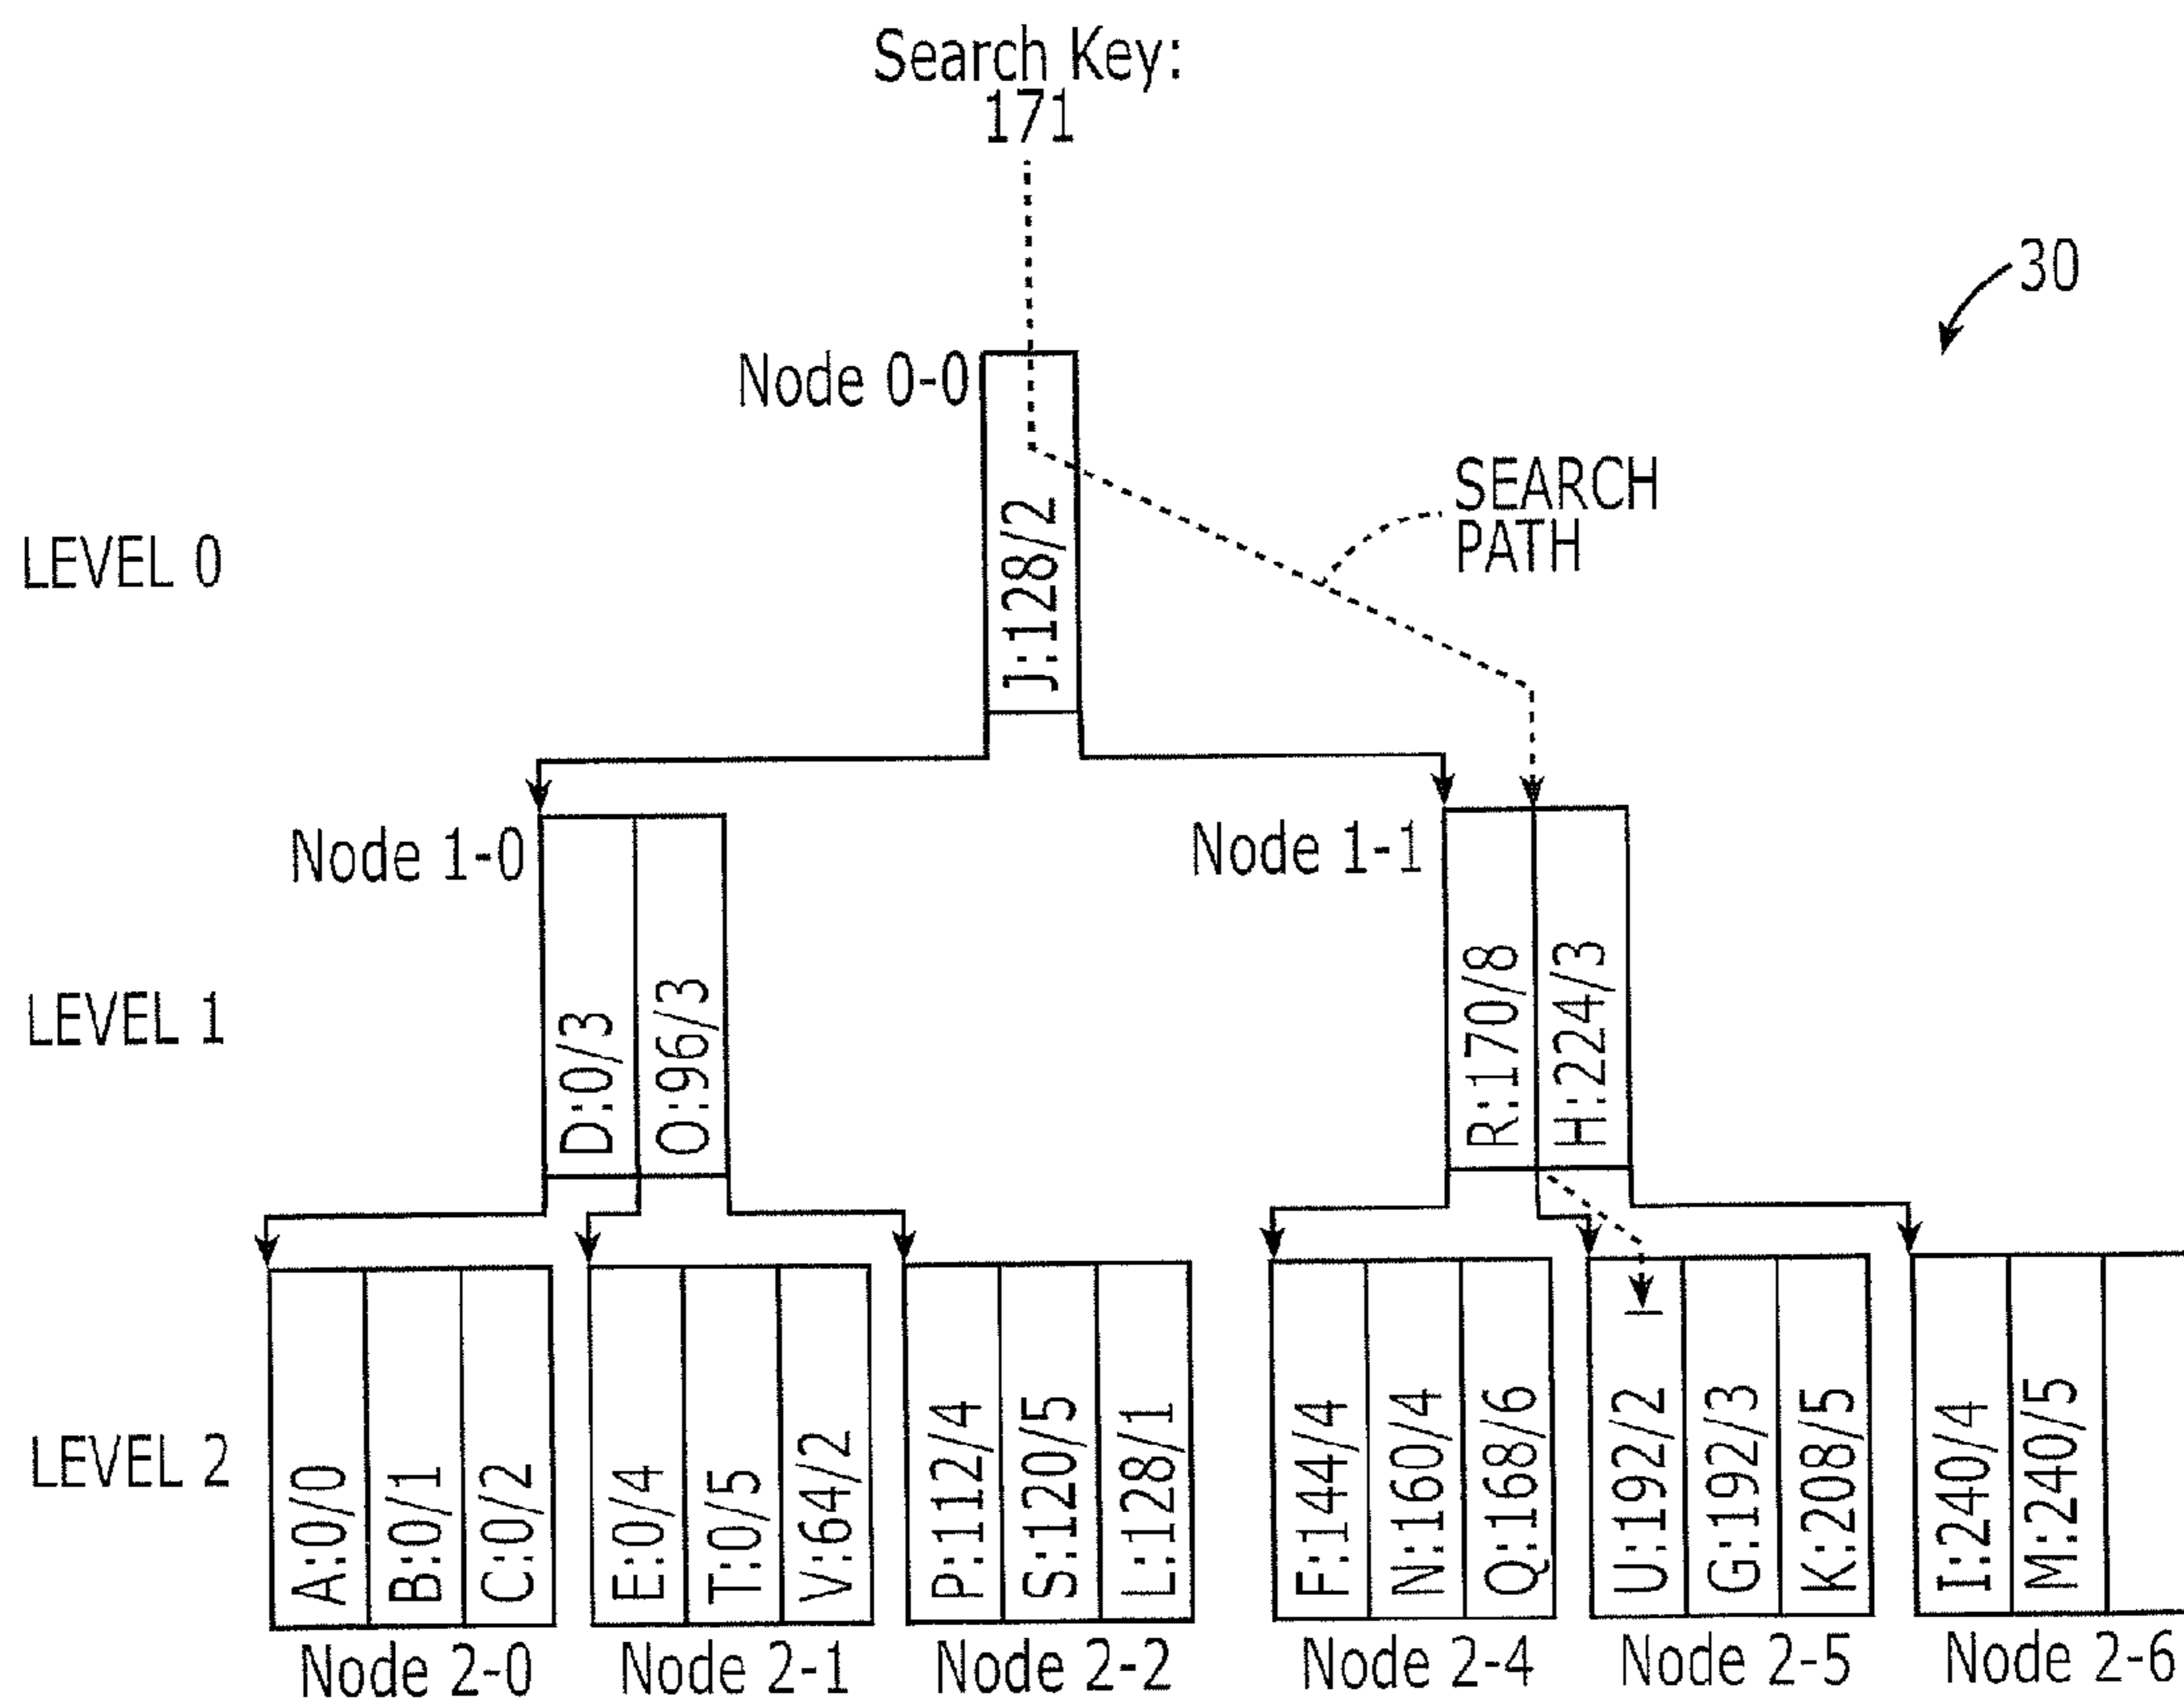 Search Key:
171
30
Node 0-0
J:128/2
SEARCH
PATH
LEVEL 0
Node 1-0
Node 1-1
D:0/3
O:96/3
R:170/8
H:224/3
LEVEL 1
LEVEL 2
A:0/0
B:0/1
C:0/2
E:0/4
T:0/5
V:64/2
P:112/4
S:120/5
L:128/1
F:144/4
N:160/4
Q:168/6
U:192/2
G:192/3
K:208/5
I:240/4
M:240/5
Node 2-0
Node 2-1
Node 2-2
Node 2-4
Node 2-5
Node 2-6